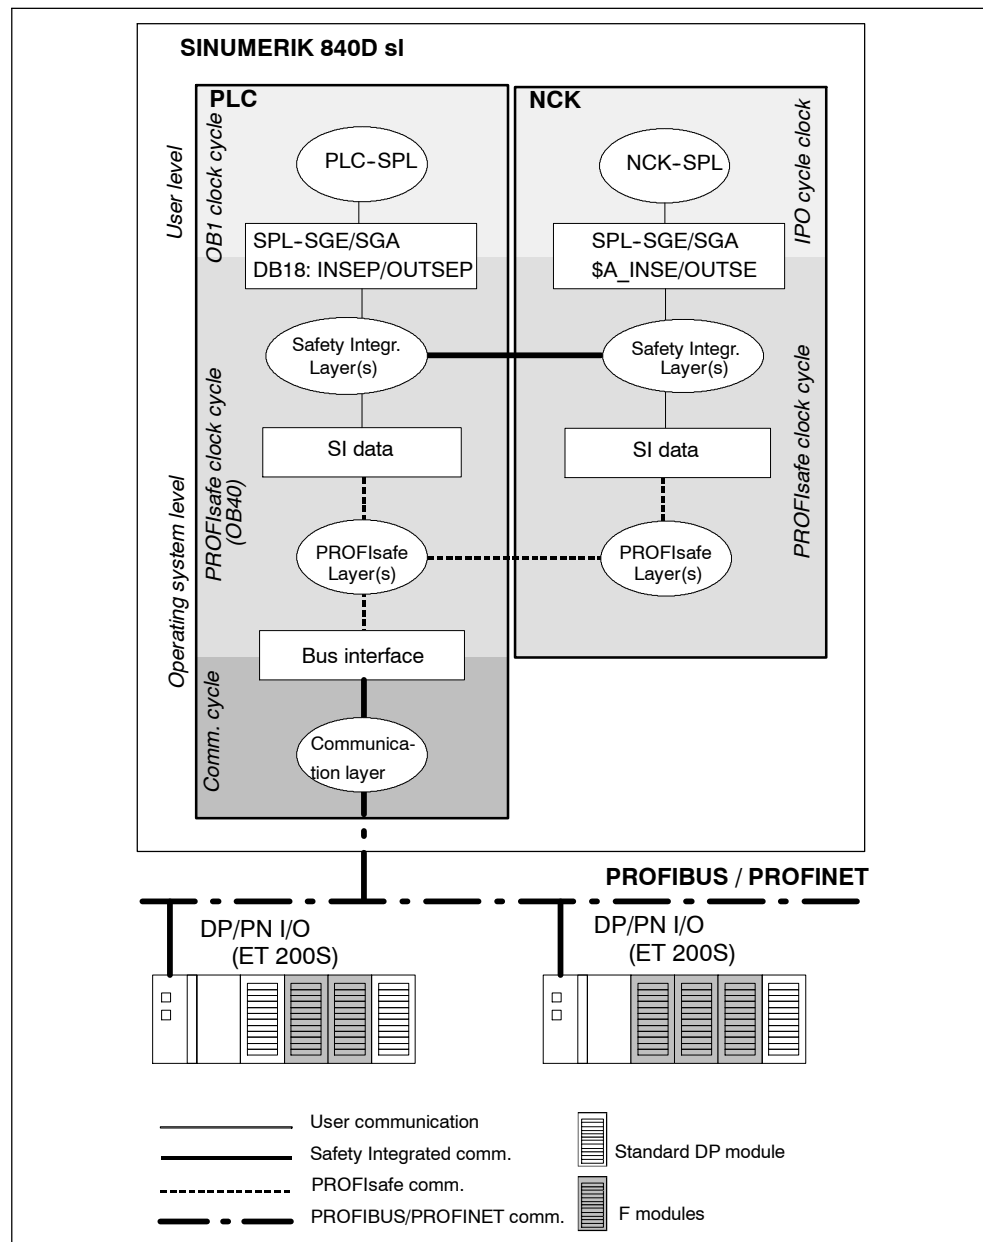 SINUMERIK 840D sl
PLC
NCK
User level
OB1 clock cycle
IPO cycle clock
PLC-SPL
NCK-SPL
SPL-SGE/SGA
DB18: INSEP/OUTSEP
SPL-SGE/SGA
$A_INSE/OUTSE
Safety Integr.
Layer(s)
Safety Integr.
Layer(s)
Operating system level
PROFIsafe clock cycle
(OB40)
PROFIsafe clock cycle
SI data
SI data
PROFIsafe
Layer(s)
PROFIsafe
Layer(s)
Bus interface
Comm. cycle
Communica-
tion layer
PROFIBUS / PROFINET
DP/PN I/O
(ET 200S)
DP/PN I/O
(ET 200S)
User communication
Safety Integrated comm.
PROFIsafe comm.
PROFIBUS/PROFINET comm.
Standard DP module
F modules